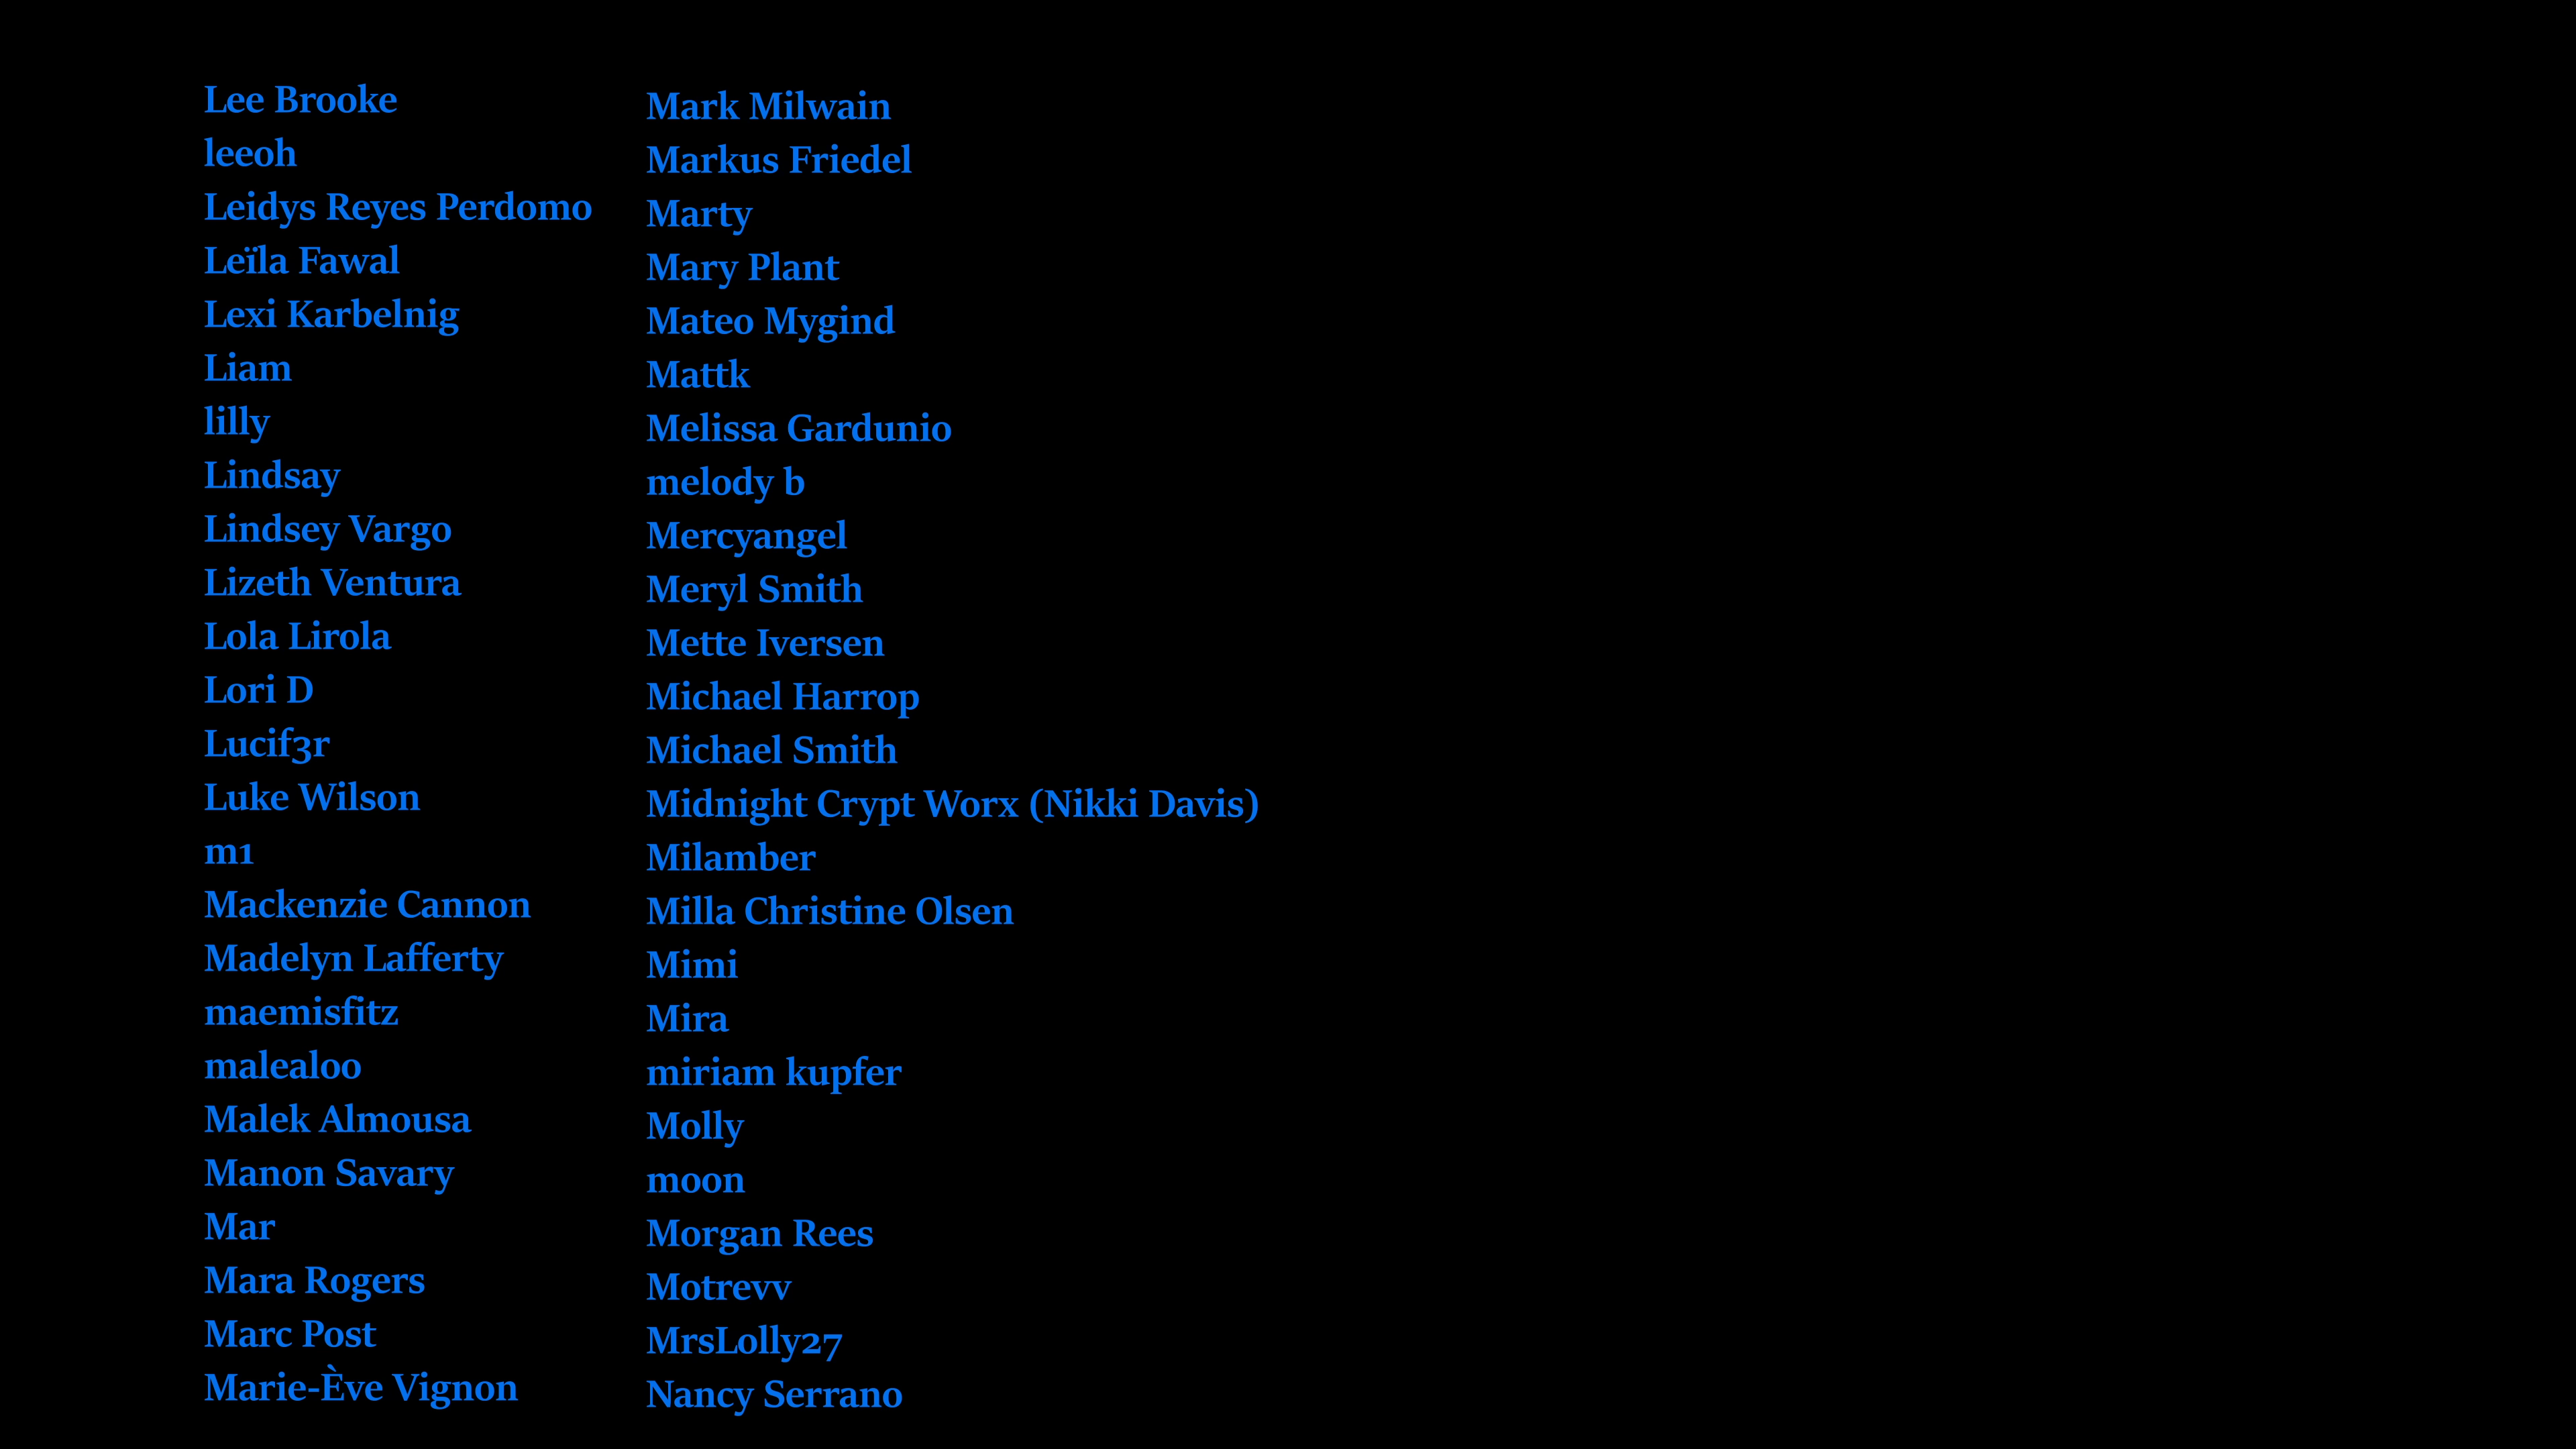 Lee Brooke
leeoh
Leidys Reyes Perdomo
Leïla Fawal
Lexi Karbelnig
Liam
lilly
Lindsay
Lindsey Vargo
Lizeth Ventura
Lola Lirola
Lori D
Lucif3r
Luke Wilson
m1
Mackenzie Cannon
Madelyn Lafferty
maemisfitz
malealoo
Malek Almousa
Manon Savary
Mar
Mara Rogers
Marc Post
Marie-Ève Vignon
Mark Milwain
Markus Friedel
Marty
Mary Plant
Mateo Mygind
Mattk
Melissa Gardunio
melody b
Mercyangel
Meryl Smith
Mette Iversen
Michael Harrop
Michael Smith
Midnight Crypt Worx (Nikki Davis)
Milamber
Milla Christine Olsen
Mimi
Mira
miriam kupfer
Molly
moon
Morgan Rees
Motrevv
MrsLolly27
Nancy Serrano